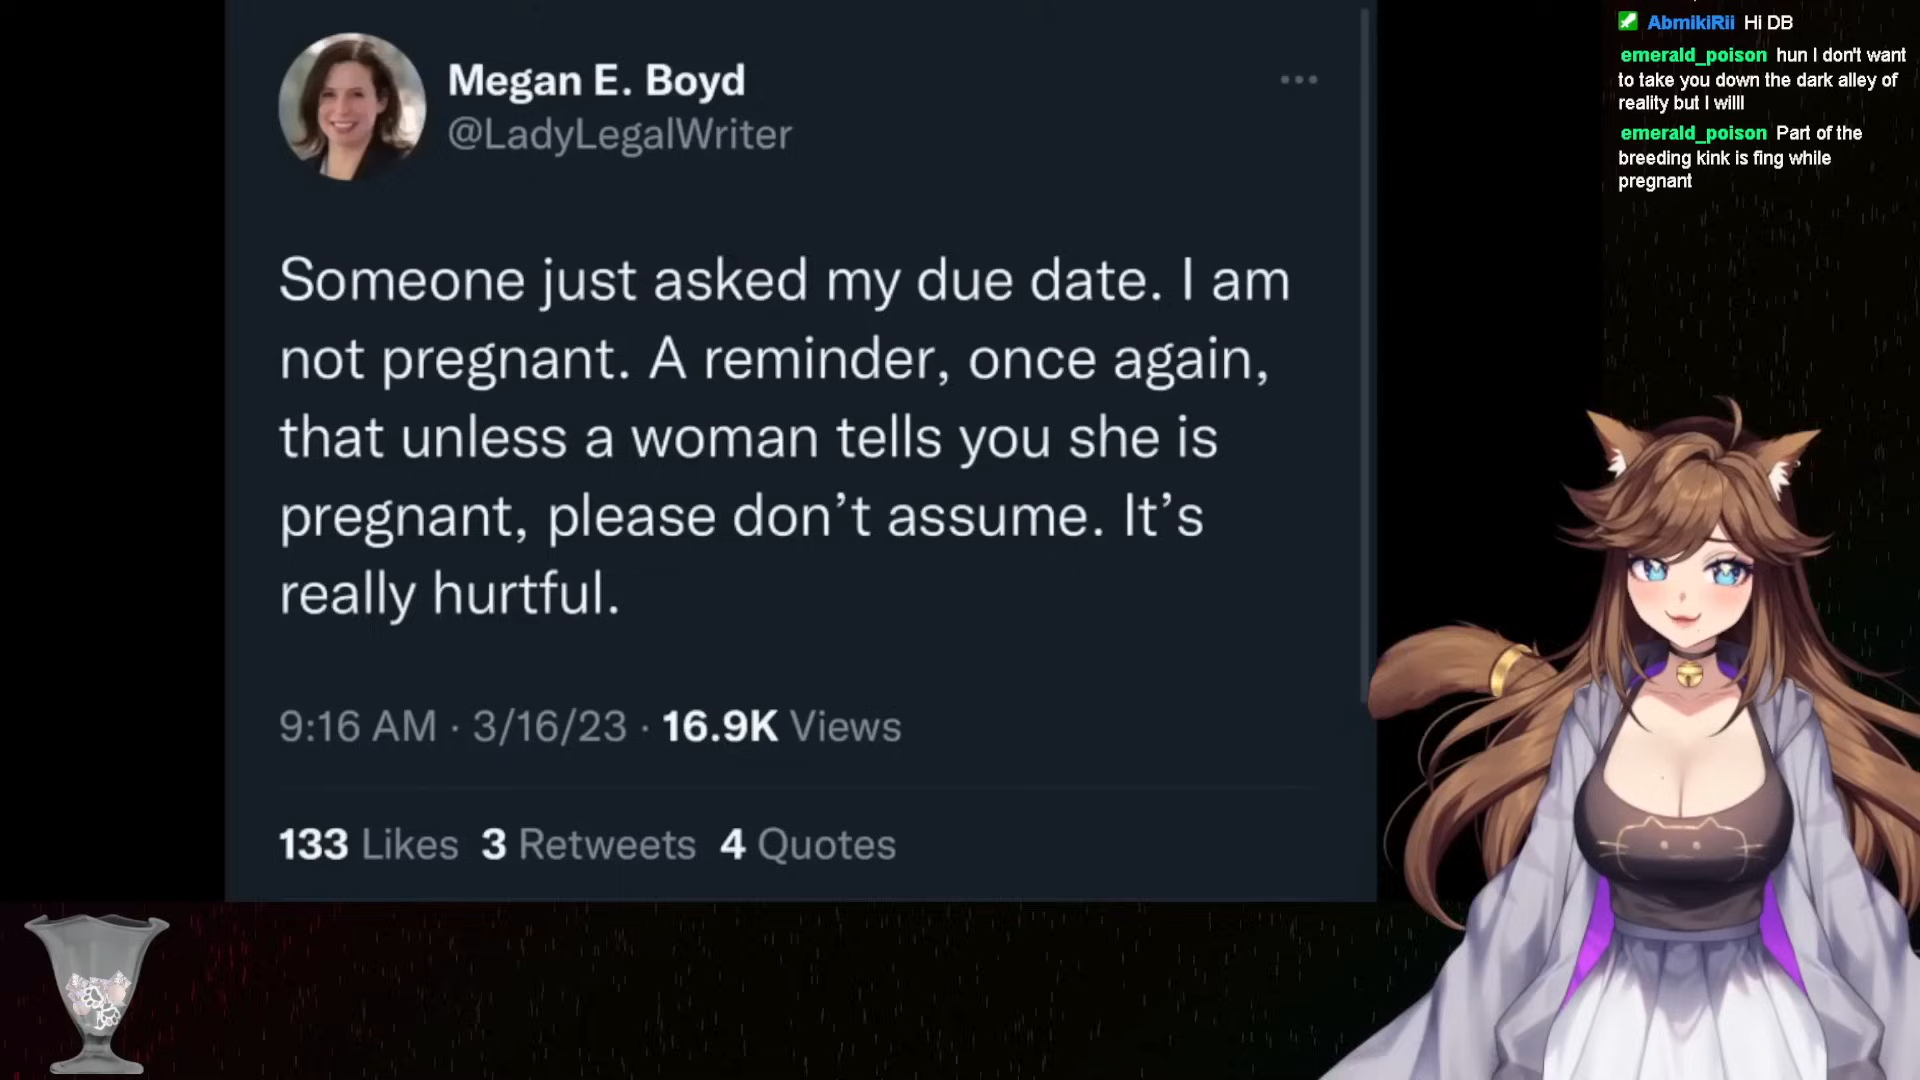 Megan E. Boyd
@LadyLegalWriter
Someone just asked my due date. I am
not pregnant. A reminder, once again,
that unless a woman tells you she is
pregnant, please don’t assume. It’s
really hurtful.
9:16 AM · 3/16/23 · 16.9K Views
133 Likes 3 Retweets 4 Quotes
AbmikiRii Hi DB
emerald_poison hun I don't want
to take you down the dark alley of
reality but I willl
emerald_poison Part of the
breeding kink is fing while
pregnant